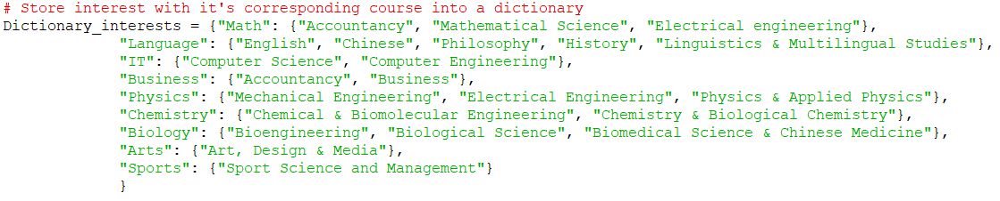 # Store interest with it's corresponding course into a dictionary
Dictionary_interests = {"Math": {"Accountancy", "Mathematical Science", "Electrical engineering"},
"Language": {"English", "Chinese", "Philosophy", "History", "Linguistics & Multilingual Studies"},
"IT": {"Computer Science", "Computer Engineering"},
"Business": {"Accountancy", "Business"},
"Physics": {"Mechanical Engineering", "Electrical Engineering", "Physics & Applied Physics"},
"Chemistry": {"Chemical & Biomolecular Engineering", "Chemistry & Biological Chemistry"},
"Biology": {"Bioengineering", "Biological Science", "Biomedical Science & Chinese Medicine"},
"Arts": {"Art, Design & Media"},
"Sports": {"Sport Science and Management"}
}